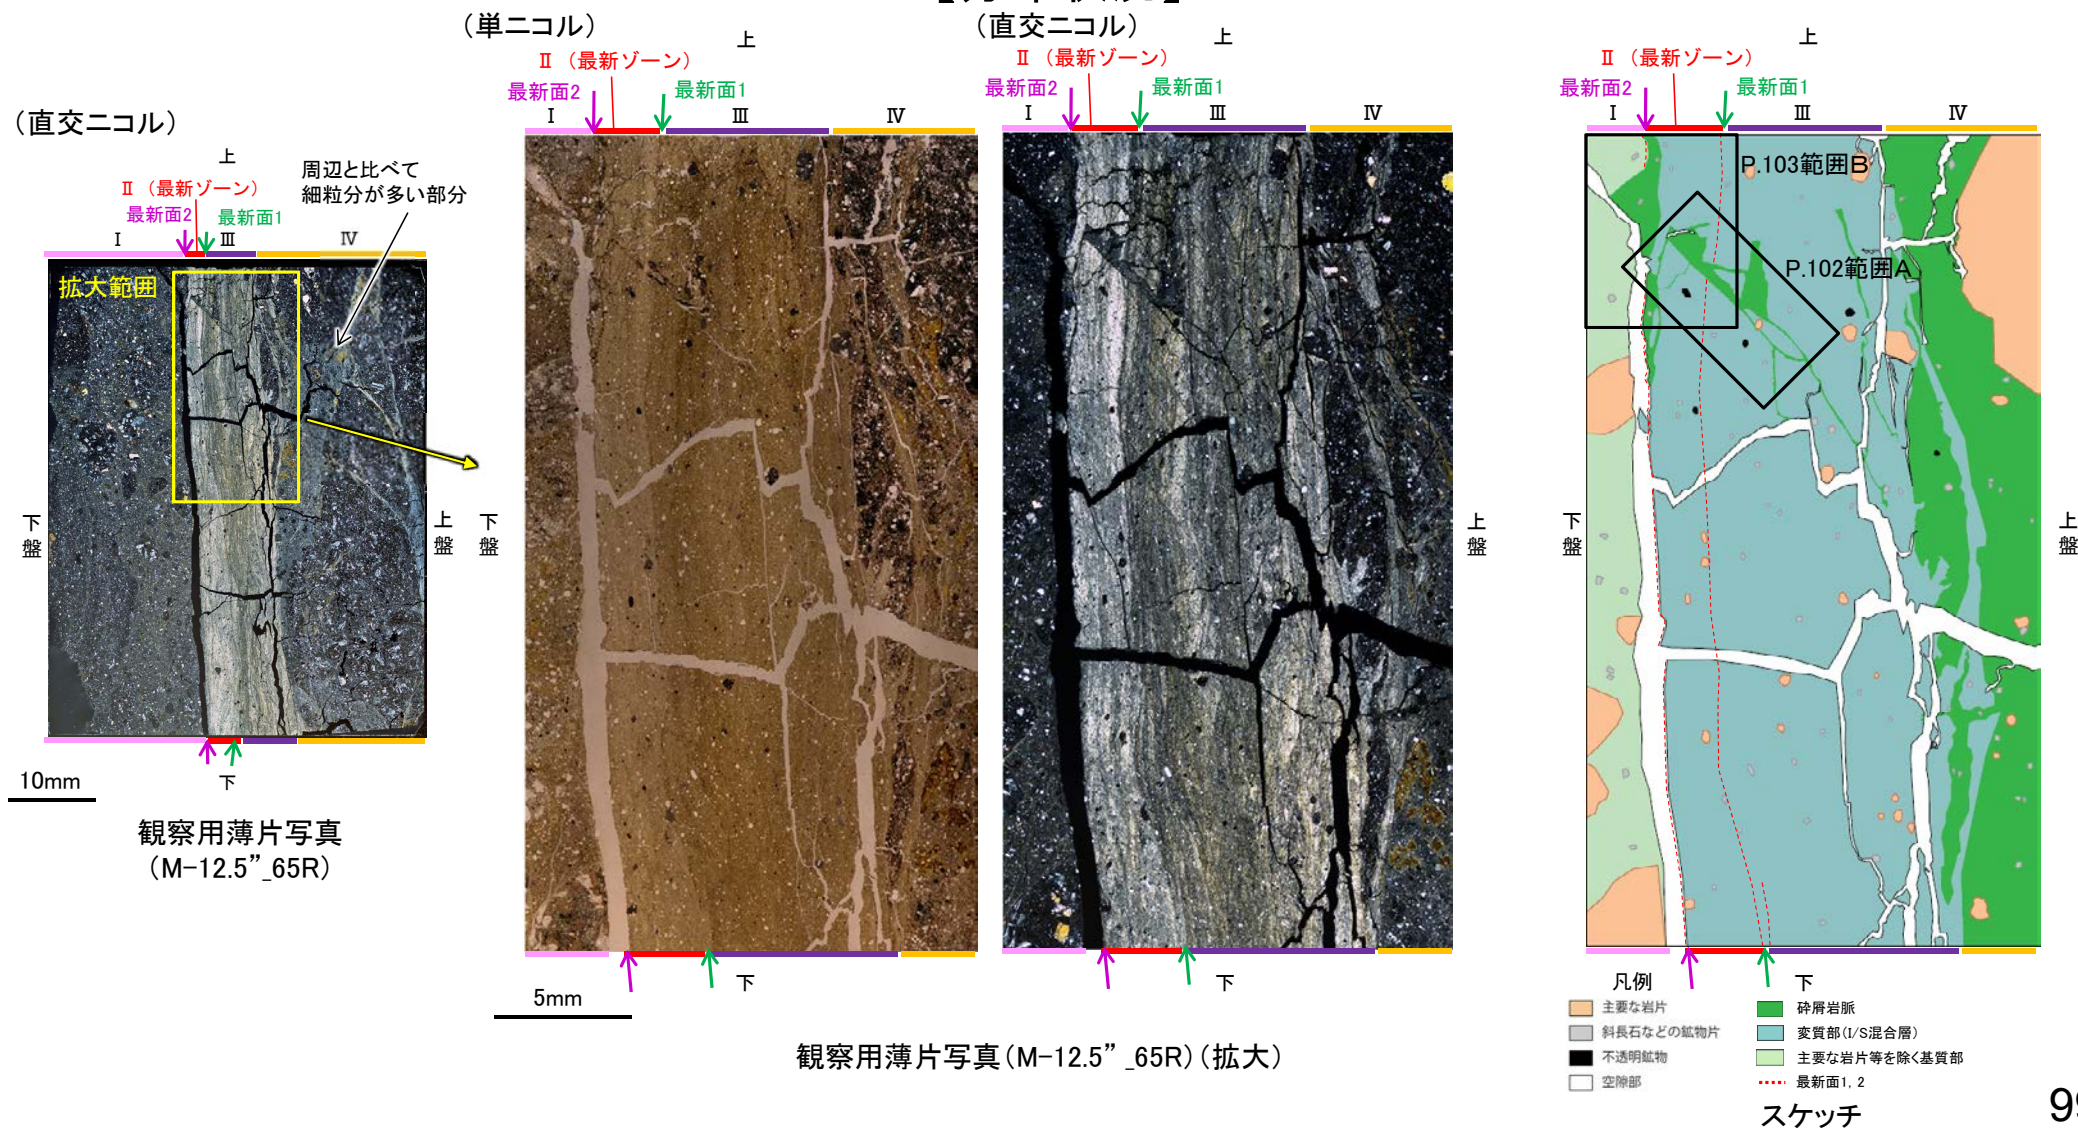 （直交ニコル）
上
Ⅱ（最新ゾーン）
最新面2
最新面1
周辺と比べて
細粒分が多い部分
Ⅰ
Ⅲ
Ⅳ
拡大範囲
下盤
上盤
下
10mm
観察用薄片写真
（M-12.5”_65R）
（単ニコル）
上
Ⅱ（最新ゾーン）
最新面2
最新面1
Ⅰ
Ⅲ
Ⅳ
下盤
下
5mm
（直交ニコル）
上
Ⅱ（最新ゾーン）
最新面2
最新面1
Ⅰ
Ⅲ
Ⅳ
上盤
下
観察用薄片写真（M-12.5”_65R）（拡大）
上
Ⅱ（最新ゾーン）
最新面2
最新面1
Ⅰ
Ⅲ
Ⅳ
P.103範囲B
P.102範囲A
下盤
上盤
下
凡例
主要な岩片
斜長石などの鉱物片
不透明鉱物
空隙部
砕屑岩脈
変質部(I/S混合層)
主要な岩片等を除く基質部
最新面1, 2
スケッチ